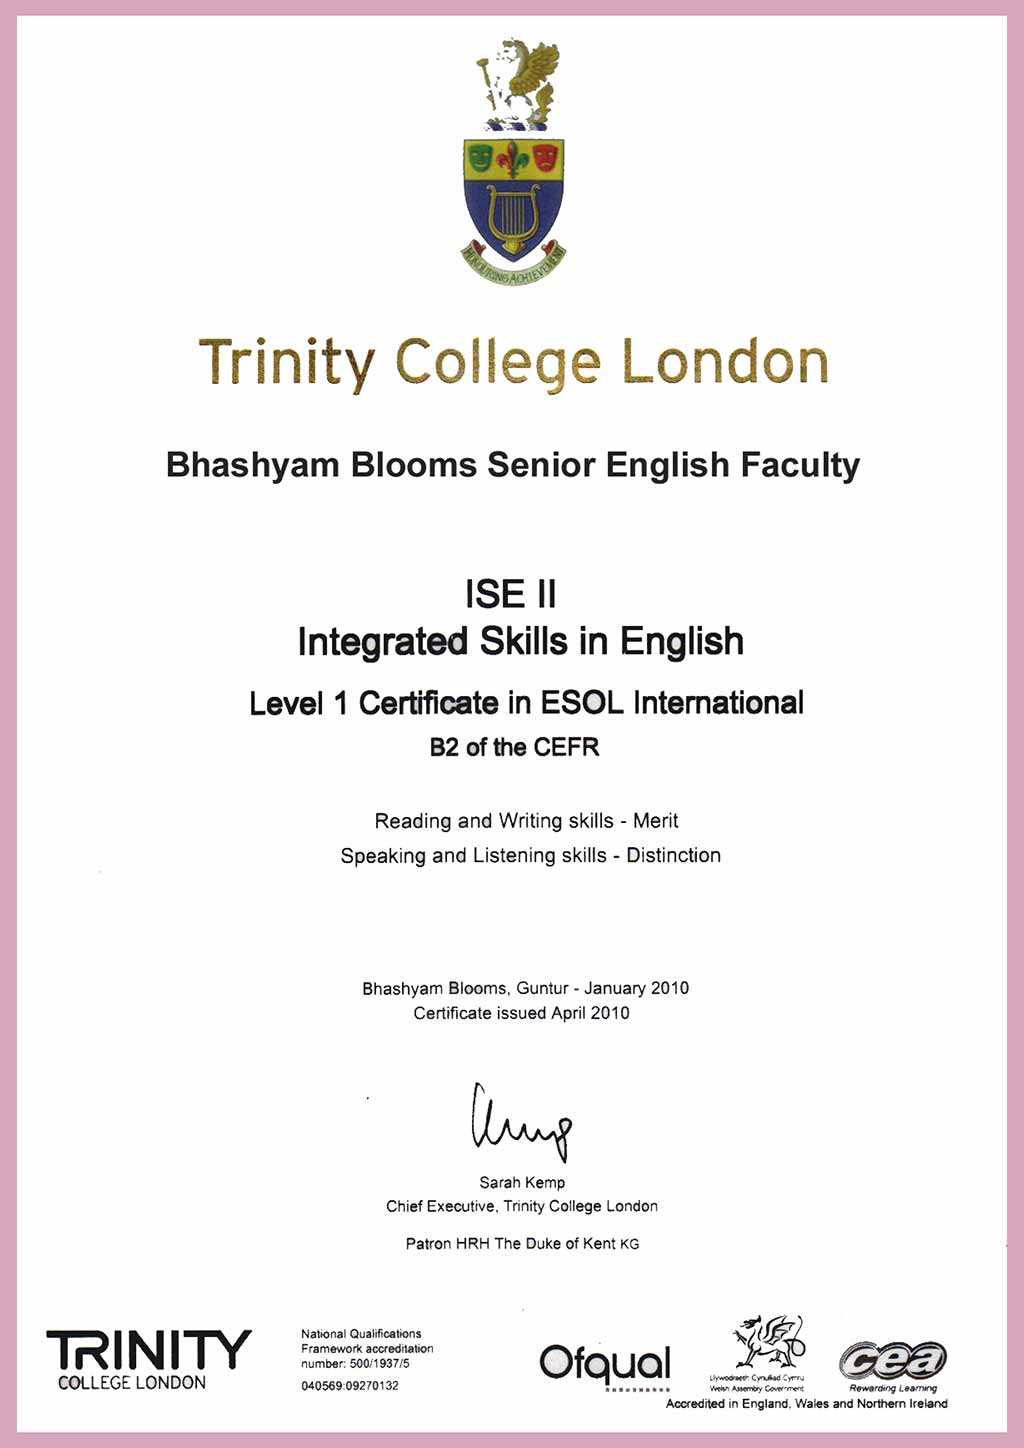 HONOURING ACHIEVEMENT
Trinity College London
Bhashyam Blooms Senior English Faculty
ISE II
Integrated Skills in English
Level 1 Certificate in ESOL International
B2 of the CEFR
Reading and Writing skills - Merit
Speaking and Listening skills - Distinction
Bhashyam Blooms, Guntur - January 2010
Certificate issued April 2010
Sarah Kemp
Chief Executive, Trinity College London
Patron HRH The Duke of Kent KG
TRINITY
COLLEGE LONDON
National Qualifications
Framework accreditation
number: 500/1937/5
040569:09270132
Ofqual
Llywodraeth Cynulliad Cymru
Welsh Assembly Government
cea
Rewarding Learning
Accredited in England, Wales and Northern Ireland